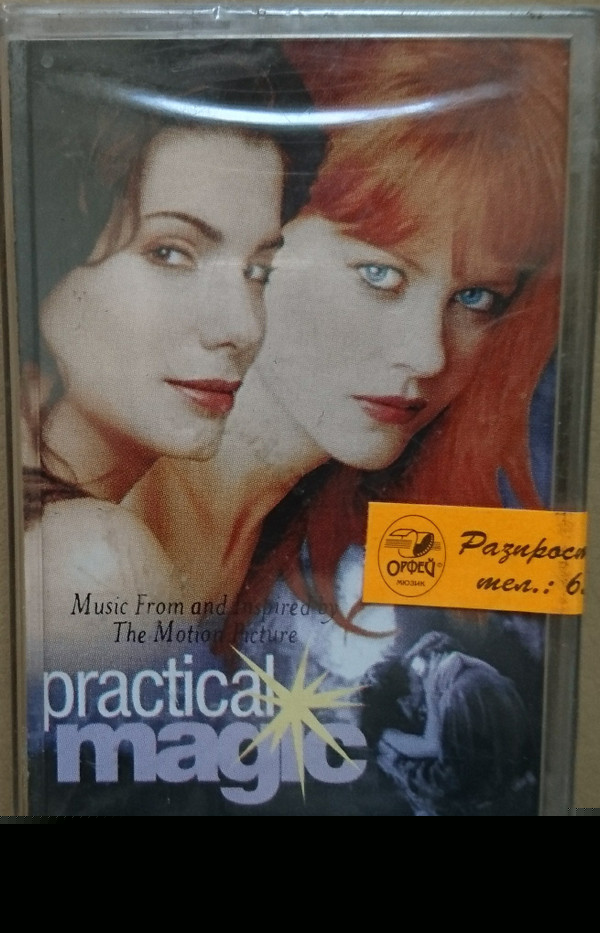 ОРФЕЙ
МЮЗИК
Разпрост
тел.: 6
Music From and Inspired by
The Motion Picture
practical
magic